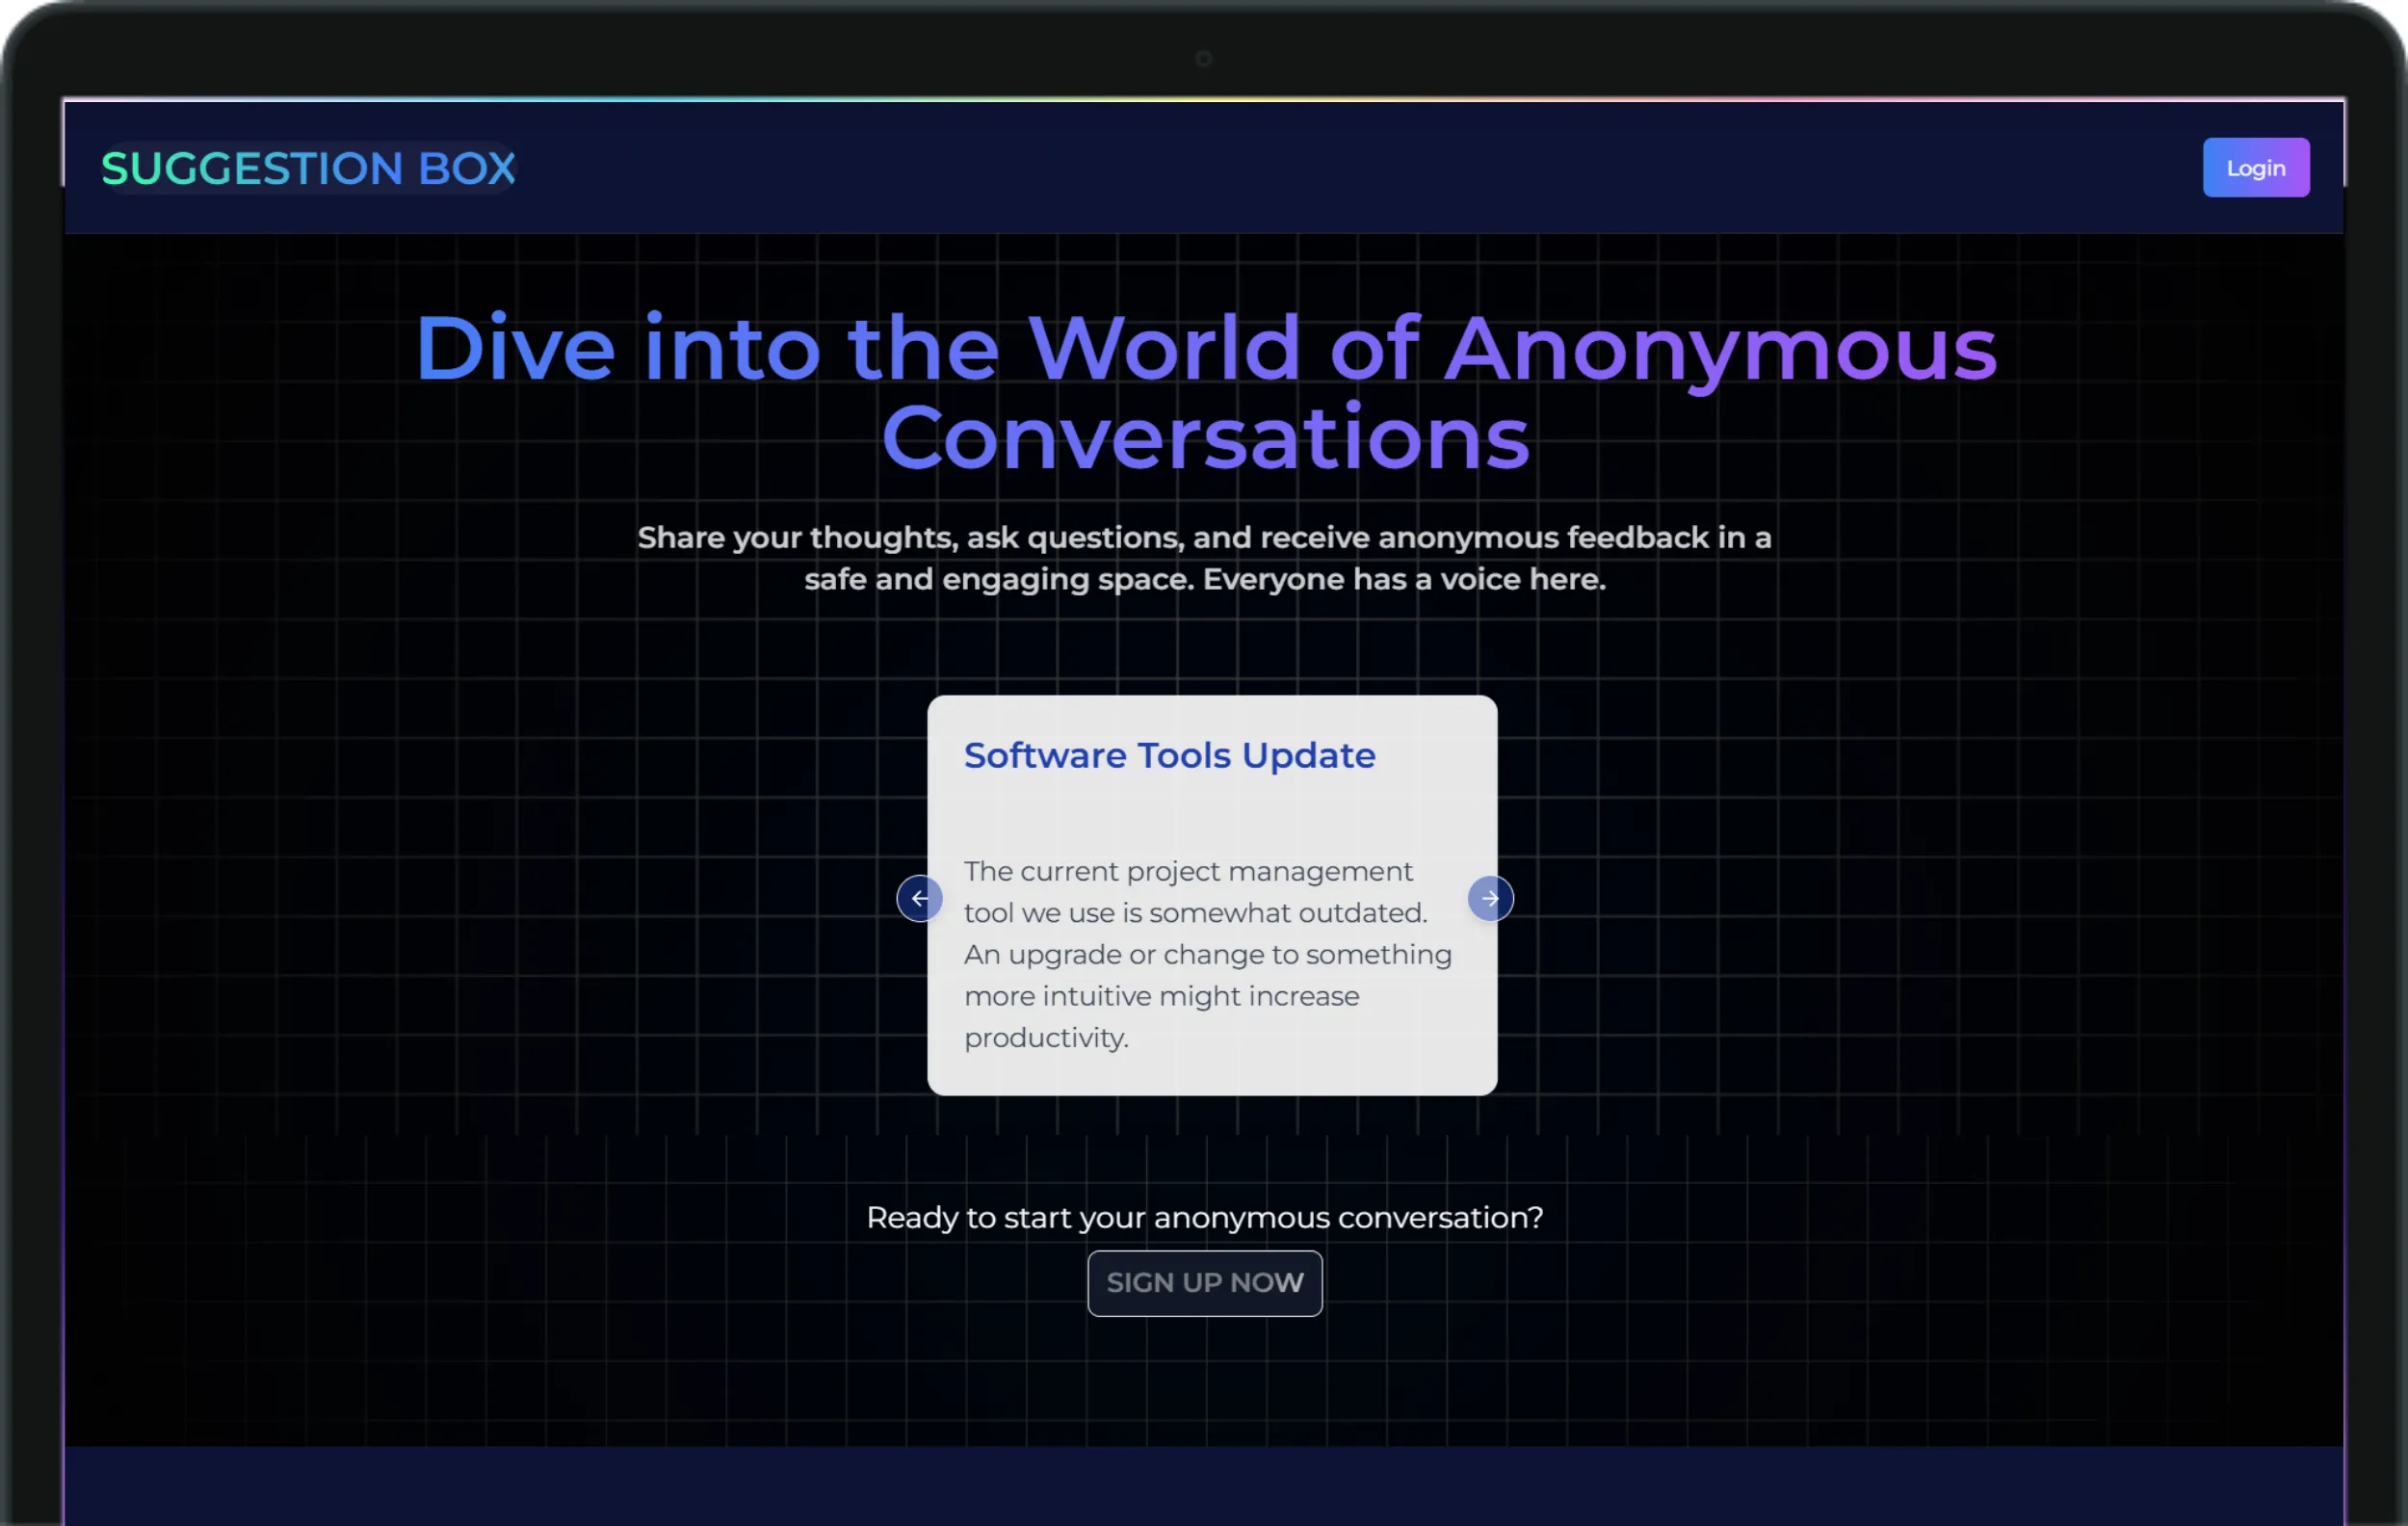 SUGGESTION BOX
Login
Dive into the World of Anonymous
Conversations
Share your thoughts, ask questions, and receive anonymous feedback in a
safe and engaging space. Everyone has a voice here.
Software Tools Update
The current project management
tool we use is somewhat outdated.
An upgrade or change to something
more intuitive might increase
productivity.
Ready to start your anonymous conversation?
SIGN UP NOW